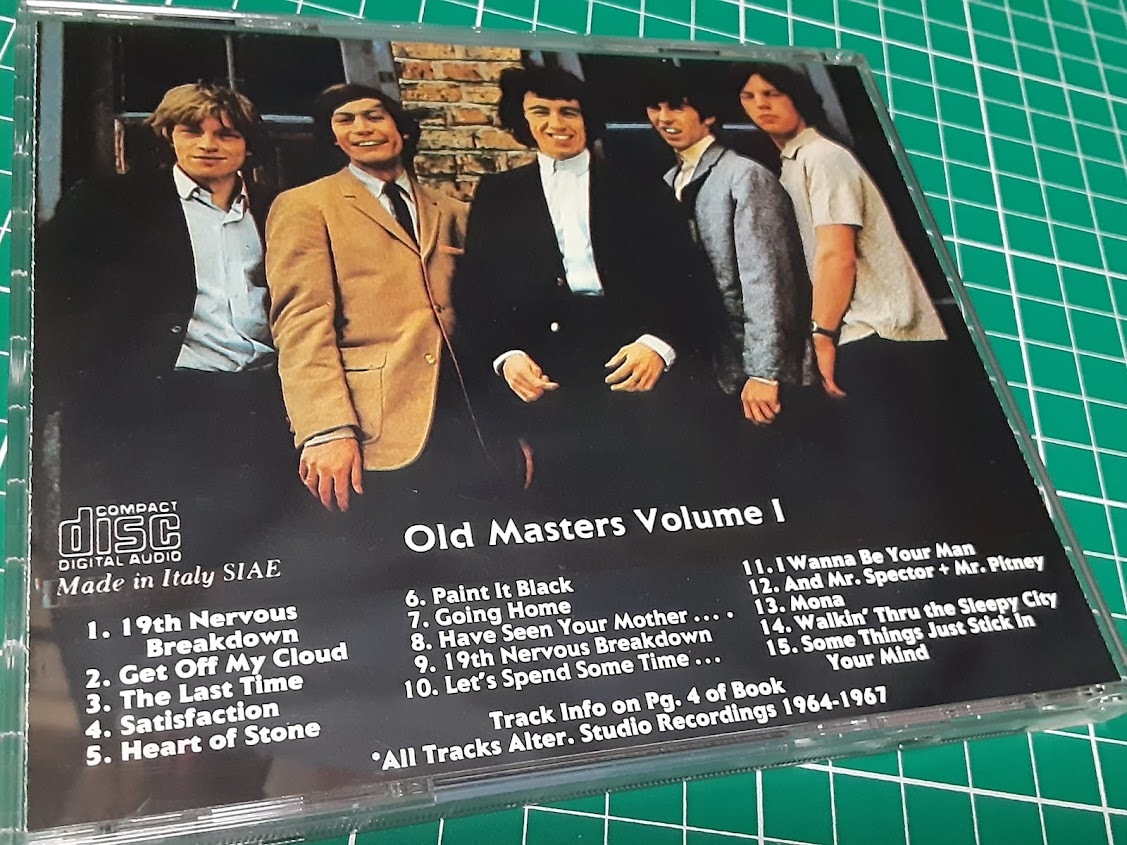 COMPACT
disc
DIGITAL AUDIO
Made in Italy SIAE
Old Masters Volume I
1. 19th Nervous
Breakdown
2. Get Off My Cloud
3. The Last Time
4. Satisfaction
5. Heart of Stone
6. Paint It Black
7. Going Home
8. Have Seen Your Mother ....
9. 19th Nervous Breakdown
10. Let's Spend Some Time ...
11. I Wanna Be Your Man
12. And Mr. Spector + Mr. Pitney
13. Mona
14. Walkin' Thru the Sleepy City
15. Some Things Just Stick In
Your Mind
Track Info on Pg. 4 of Book
*All Tracks Alter. Studio Recordings 1964-1967